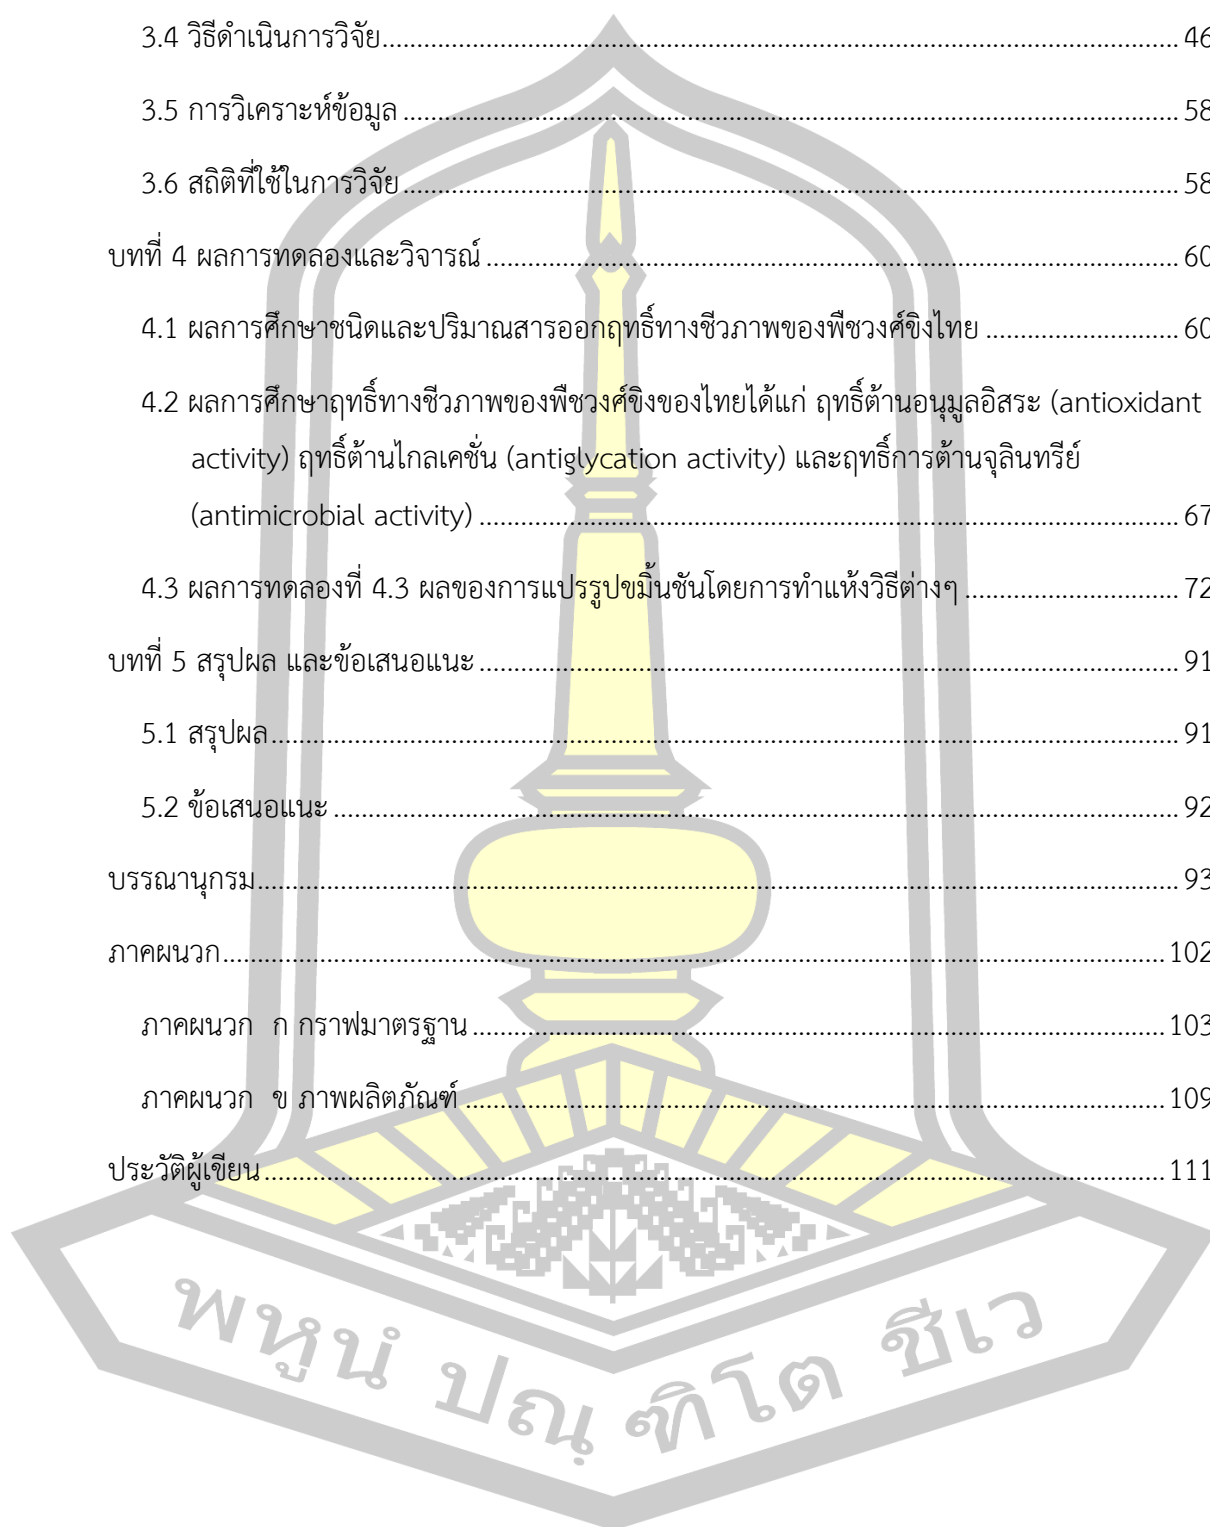 3.4 วิธีดำเนินการวิจัย.................................................................................................................. 46
3.5 การวิเคราะห์ข้อมูล ............................................................................................................... 58
3.6 สถิติที่ใช้ในการวิจัย................................................................................................................ 58
บทที่ 4 ผลการทดลองและวิจารณ์ ................................................................................................... 60
4.1 ผลการศึกษาชนิดและปริมาณสารออกฤทธิ์ทางชีวภาพของพืชวงศ์ขิงไทย ........................... 60
4.2 ผลการศึกษาฤทธิ์ทางชีวภาพของพืชวงศ์ขิงของไทยได้แก่ ฤทธิ์ต้านอนุมูลอิสระ (antioxidant
activity) ฤทธิ์ต้านไกลเคชั่น (antiglycation activity) และฤทธิ์การต้านจุลินทรีย์
(antimicrobial activity) .................................................................................................... 67
4.3 ผลการทดลองที่ 4.3 ผลของการแปรรูปขมิ้นชันโดยการทำแห้งวิธีต่างๆ .............................. 72
บทที่ 5 สรุปผล และข้อเสนอแนะ .................................................................................................... 91
5.1 สรุปผล.................................................................................................................................. 91
5.2 ข้อเสนอแนะ ......................................................................................................................... 92
บรรณานุกรม.................................................................................................................................... 93
ภาคผนวก....................................................................................................................................... 102
ภาคผนวก ก กราฟมาตรฐาน ................................................................................................... 103
ภาคผนวก ข ภาพผลิตภัณฑ์ .................................................................................................... 109
ประวัติผู้เขียน ................................................................................................................................. 111
พหูนํ ปณฺฑิโต ชีเว